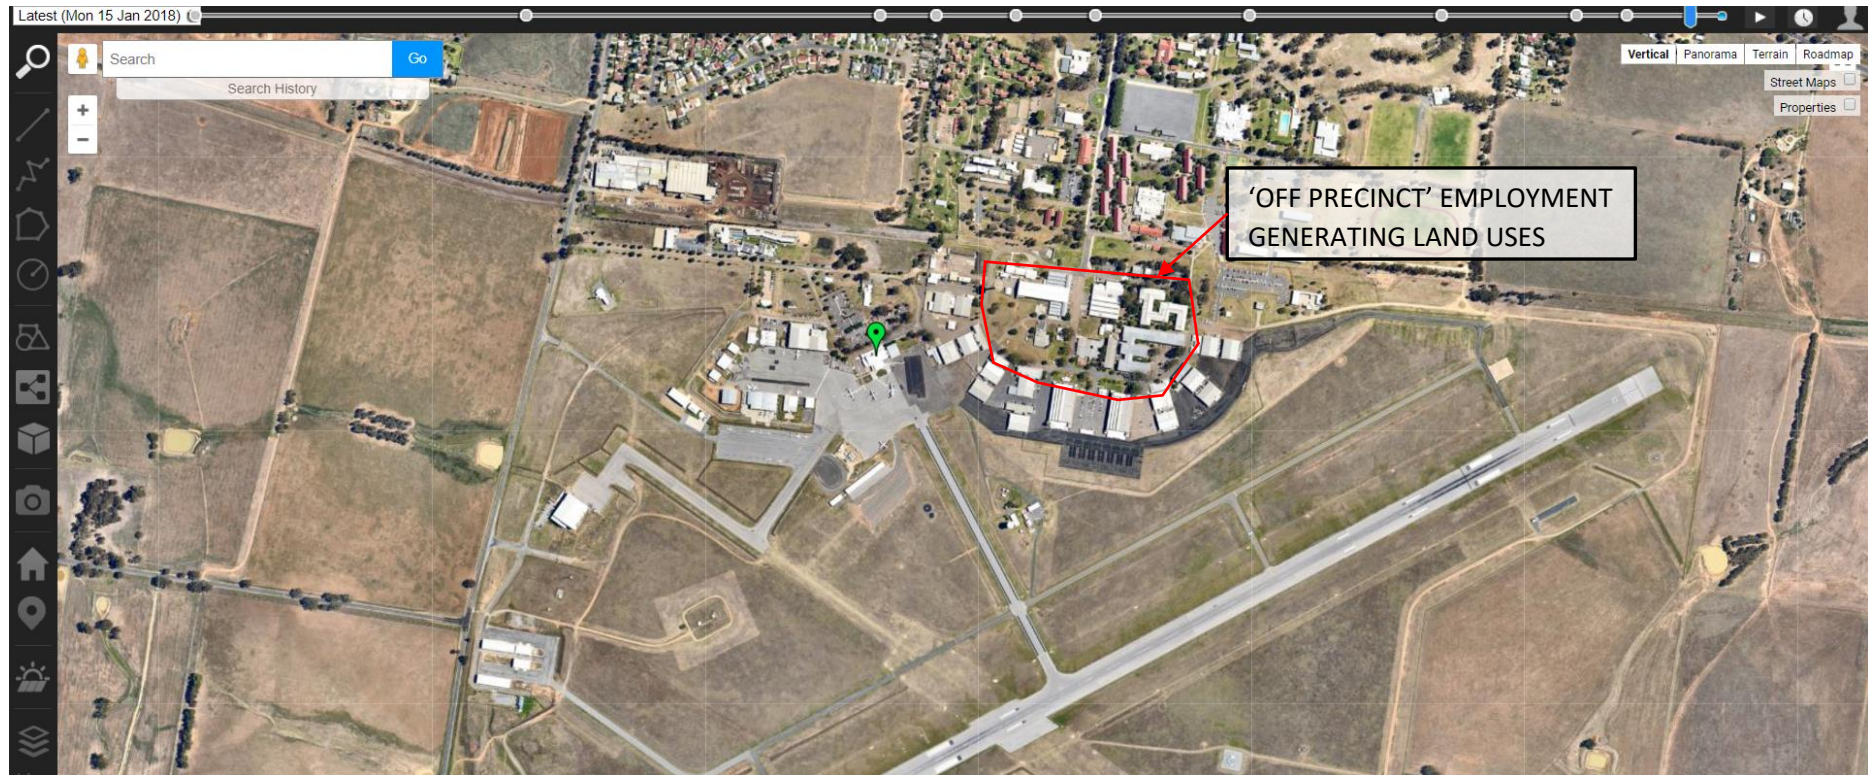 Latest (Mon 15 Jan 2018)
Search
Go
Search History
+
−
Vertical Panorama Terrain Roadmap
Street Maps
Properties
‘OFF PRECINCT’ EMPLOYMENT
GENERATING LAND USES